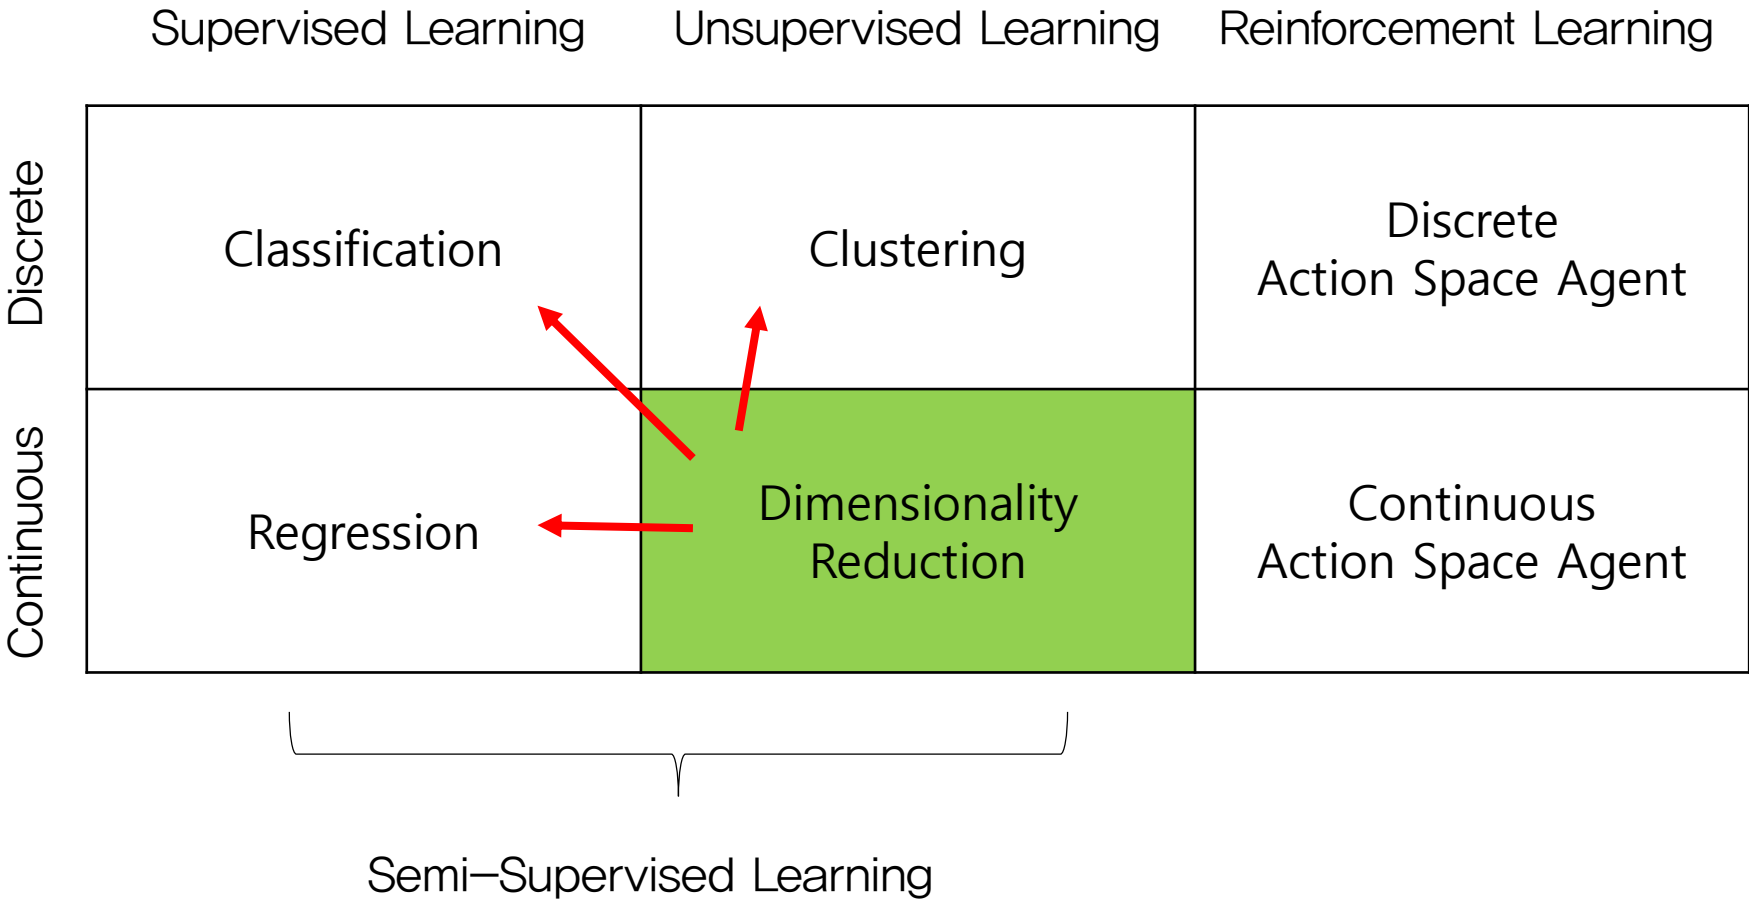 Supervised Learning
Unsupervised Learning
Reinforcement Learning
Discrete
Classification
Clustering
Discrete
Action Space Agent
Continuous
Regression
Dimensionality
Reduction
Continuous
Action Space Agent
Semi-Supervised Learning